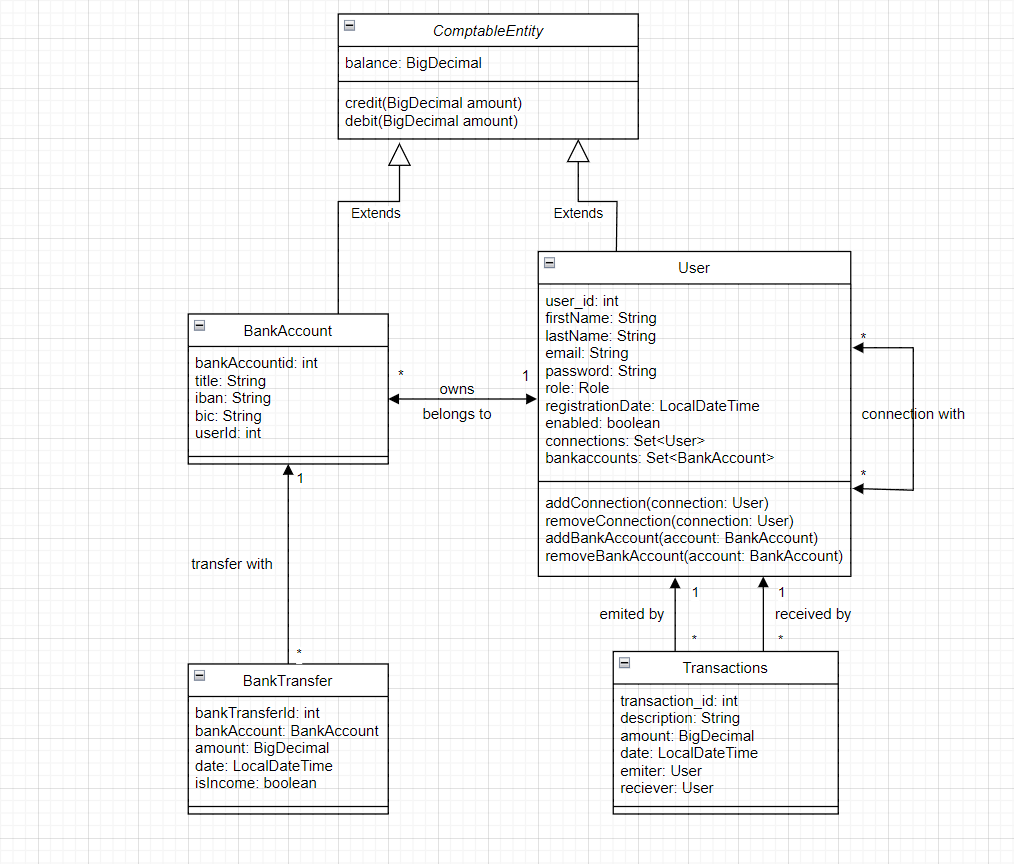 ComptableEntity
balance: BigDecimal
credit(BigDecimal amount)
debit(BigDecimal amount)
Extends
Extends
User
user_id: int
firstName: String
lastName: String
email: String
password: String
role: Role
registrationDate: LocalDateTime
enabled: boolean
connections: Set<User>
bankaccounts: Set<BankAccount>
addConnection(connection: User)
removeConnection(connection: User)
addBankAccount(account: BankAccount)
removeBankAccount(account: BankAccount)
BankAccount
bankAccountid: int
title: String
iban: String
bic: String
userId: int
*
1
owns
belongs to
*
connection with
*
1
transfer with
*
1
1
emited by
received by
*
*
BankTransfer
bankTransferId: int
bankAccount: BankAccount
amount: BigDecimal
date: LocalDateTime
isIncome: boolean
Transactions
transaction_id: int
description: String
amount: BigDecimal
date: LocalDateTime
emiter: User
reciever: User